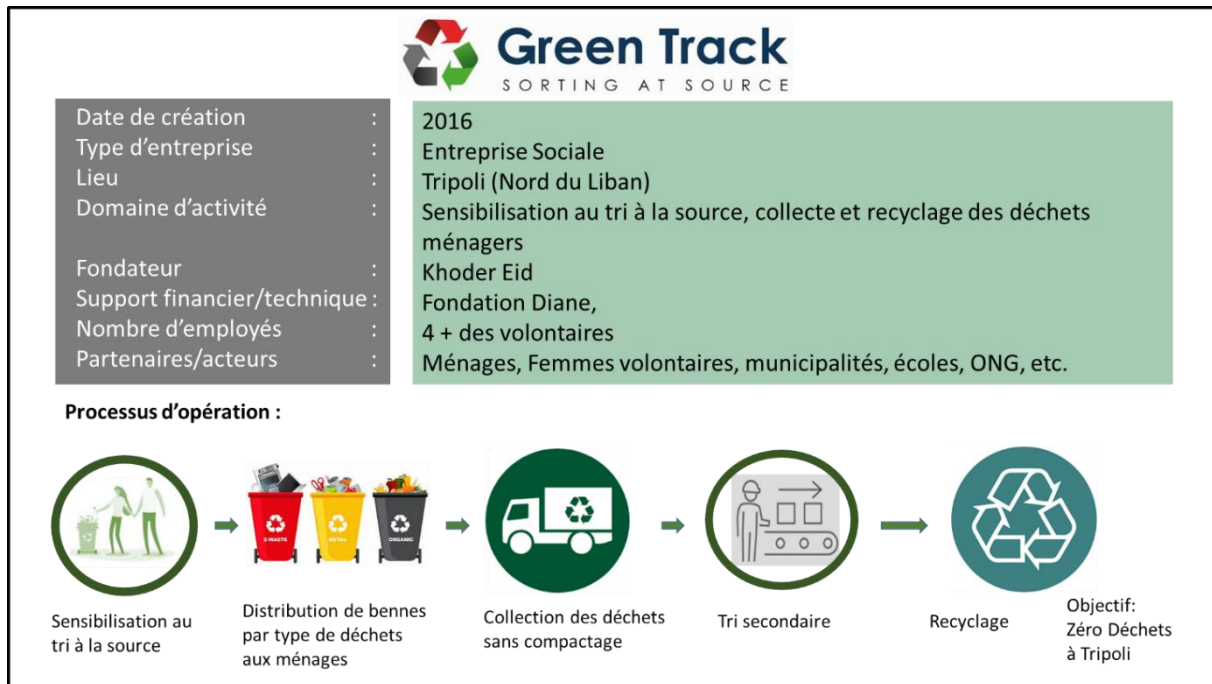 Green Track
SORTING AT SOURCE
Date de création : 2016
Type d'entreprise : Entreprise Sociale
Lieu : Tripoli (Nord du Liban)
Domaine d'activité : Sensibilisation au tri à la source, collecte et recyclage des déchets
ménagers
Fondateur : Khoder Eid
Support financier/technique : Fondation Diane,
Nombre d'employés : 4 + des volontaires
Partenaires/acteurs : Ménages, Femmes volontaires, municipalités, écoles, ONG, etc.
Processus d'opération :
E-WASTE
METAL
ORGANIC
Sensibilisation au
tri à la source
Distribution de bennes
par type de déchets
aux ménages
Collection des déchets
sans compactage
Tri secondaire
Recyclage
Objectif:
Zéro Déchets
à Tripoli